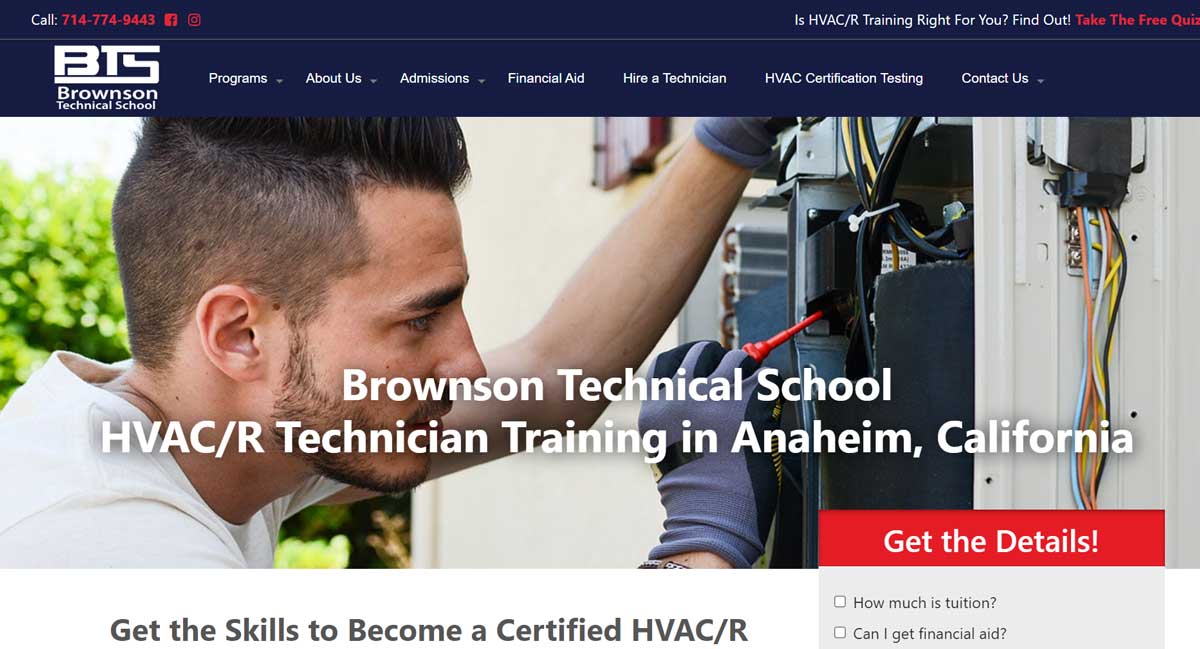 Call: 714-774-9443
Is HVAC/R Training Right For You? Find Out! Take The Free Quiz
BTS
Brownson
Technical School
Programs About Us Admissions Financial Aid Hire a Technician HVAC Certification Testing Contact Us
Brownson Technical School
HVAC/R Technician Training in Anaheim, California
Get the Details!
How much is tuition?
Can I get financial aid?
Get the Skills to Become a Certified HVAC/R